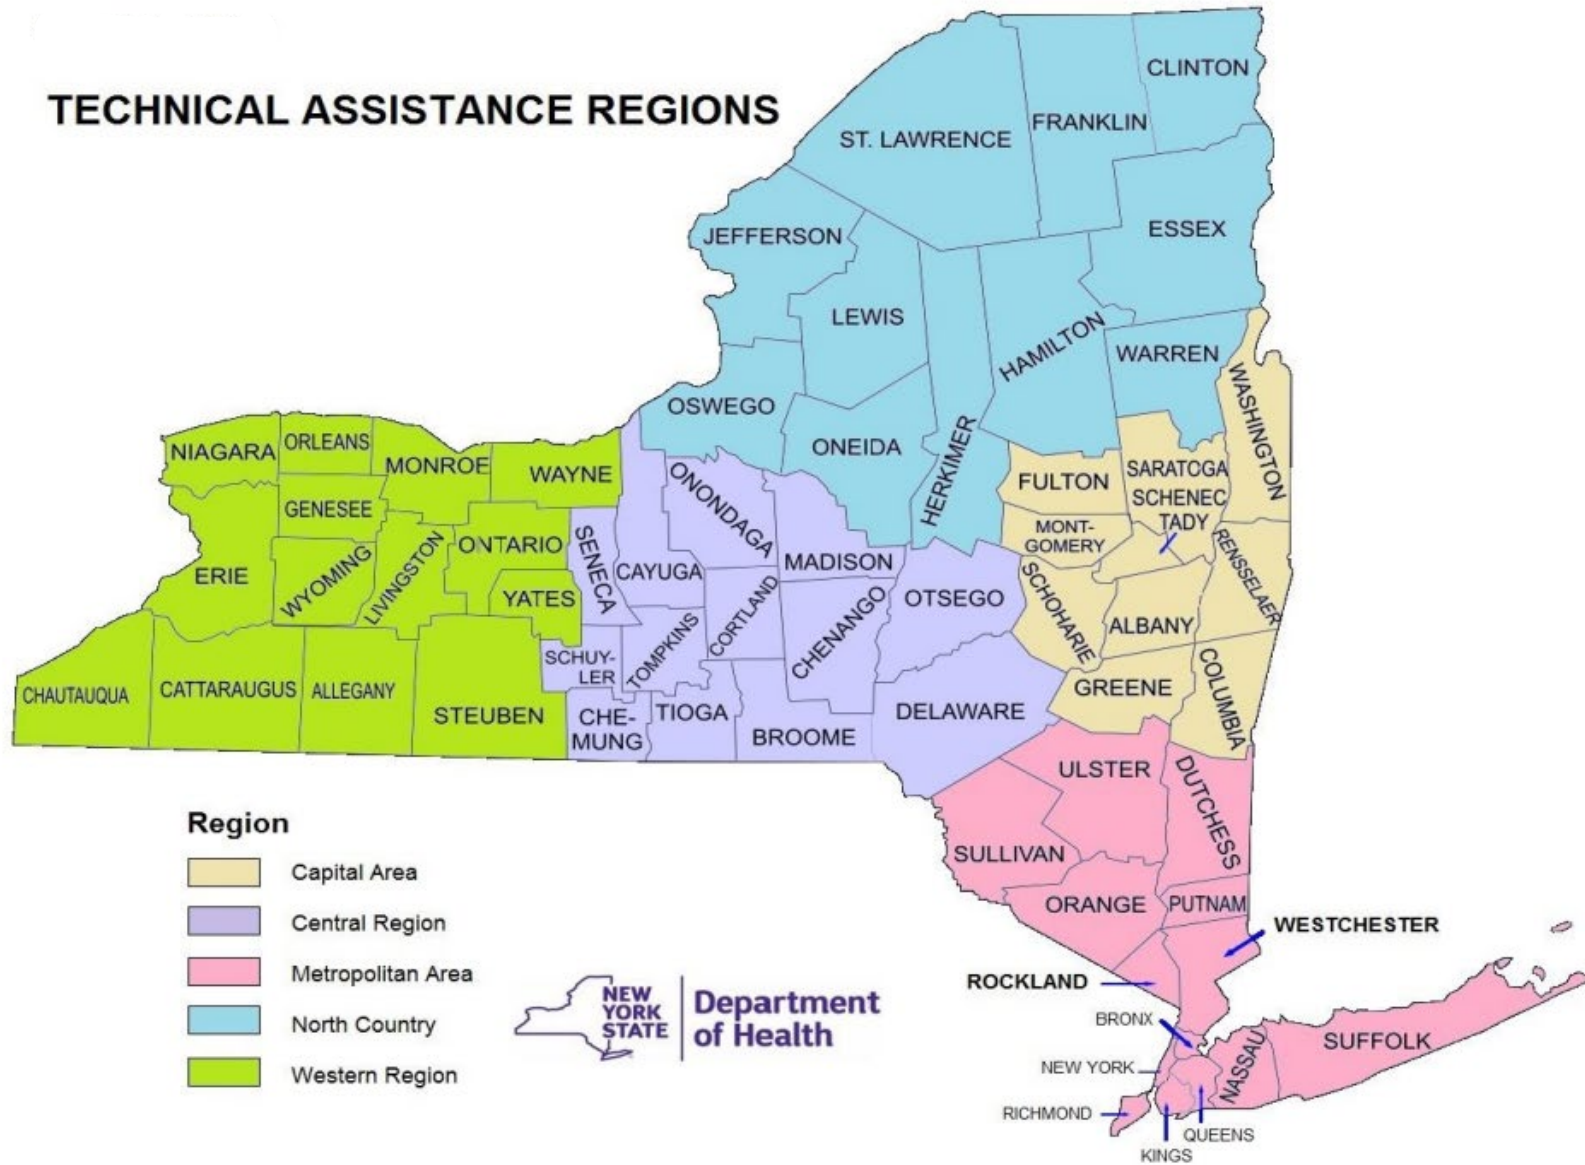 TECHNICAL ASSISTANCE REGIONS
CLINTON
FRANKLIN
ST. LAWRENCE
ESSEX
JEFFERSON
LEWIS
HAMILTON
WARREN
WASHINGTON
OSWEGO
ONEIDA
HERKIMER
NIAGARA
ORLEANS
MONROE
WAYNE
GENESEE
ERIE
WYOMING
LIVINGSTON
ONTARIO
YATES
SENECA
CAYUGA
ONONDAGA
MADISON
CORTLAND
CHENANGO
OTSEGO
FULTON
SARATOGA
SCHENEC
TADY
MONT-
GOMERY
SCHOHARIE
ALBANY
RENSSELAER
CHAUTAUQUA
CATTARAUGUS
ALLEGANY
STEUBEN
SCHUY-
LER
TOMPKINS
CHE-
MUNG
TIOGA
BROOME
DELAWARE
GREENE
COLUMBIA
ULSTER
DUTCHESS
SULLIVAN
ORANGE
PUTNAM
WESTCHESTER
ROCKLAND
BRONX
NEW YORK
RICHMOND
KINGS
QUEENS
NASSAU
SUFFOLK
Region
Capital Area
Central Region
Metropolitan Area
North Country
Western Region
NEW
YORK
STATE
Department
of Health